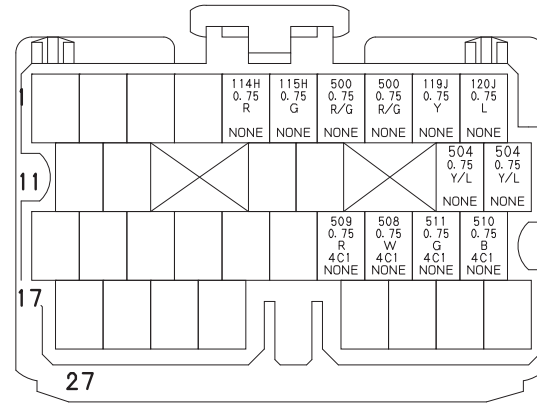 1
114H 115H 500 500 119J 120J
0.75 0.75 0.75 0.75 0.75 0.75
R G R/G R/G Y L
NONE NONE NONE NONE NONE NONE
11
504 504
0.75 0.75
Y/L Y/L
NONE NONE
509 508 511 510
0.75 0.75 0.75 0.75
R W G B
4C1 4C1 4C1 4C1
NONE NONE NONE NONE
17
27